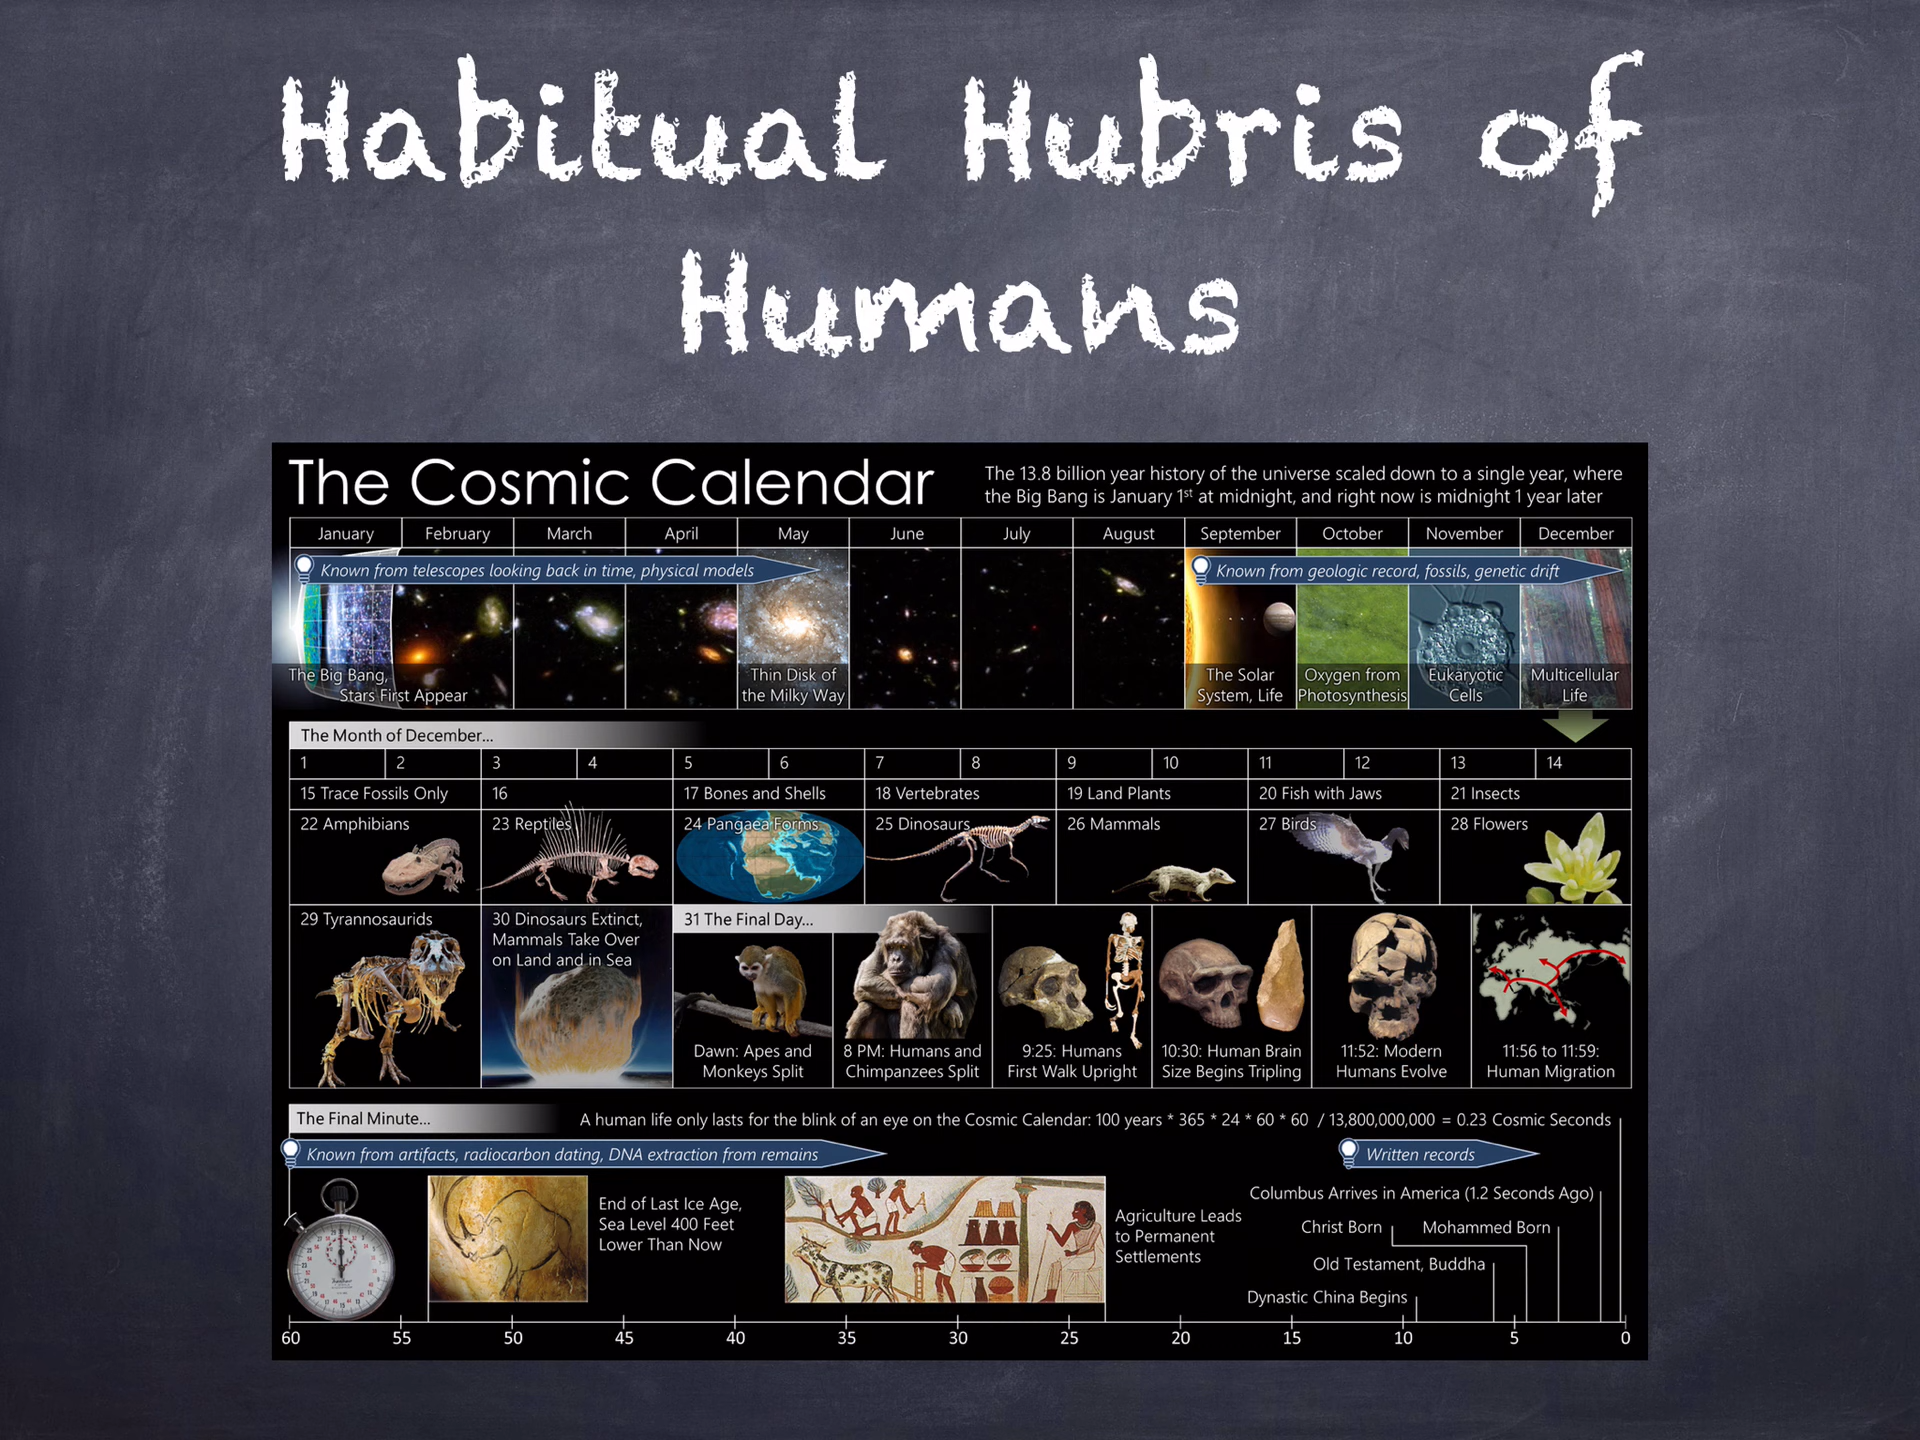 Habitual Hubris of
Humans
The Cosmic Calendar
The 13.8 billion year history of the universe scaled down to a single year, where
the Big Bang is January 1st at midnight, and right now is midnight 1 year later
January February March April May June July August September October November December
Known from telescopes looking back in time, physical models
Known from geologic record, fossils, genetic drift
The Big Bang,
Stars First Appear
Thin Disk of
the Milky Way
The Solar
System, Life
Oxygen from
Photosynthesis
Eukaryotic
Cells
Multicellular
Life
The Month of December...
1 2 3 4 5 6 7 8 9 10 11 12 13 14
15 Trace Fossils Only 16 17 Bones and Shells 18 Vertebrates 19 Land Plants 20 Fish with Jaws 21 Insects
22 Amphibians 23 Reptiles 24 Pangaea Forms 25 Dinosaurs 26 Mammals 27 Birds 28 Flowers
29 Tyrannosaurids
30 Dinosaurs Extinct,
Mammals Take Over
on Land and in Sea
31 The Final Day...
Dawn: Apes and
Monkeys Split
8 PM: Humans and
Chimpanzees Split
9:25: Humans
First Walk Upright
10:30: Human Brain
Size Begins Tripling
11:52: Modern
Humans Evolve
11:56 to 11:59:
Human Migration
The Final Minute...
A human life only lasts for the blink of an eye on the Cosmic Calendar: 100 years * 365 * 24 * 60 * 60 / 13,800,000,000 = 0.23 Cosmic Seconds
Known from artifacts, radiocarbon dating, DNA extraction from remains
Written records
End of Last Ice Age,
Sea Level 400 Feet
Lower Than Now
Agriculture Leads
to Permanent
Settlements
Columbus Arrives in America (1.2 Seconds Ago)
Christ Born
Mohammed Born
Old Testament, Buddha
Dynastic China Begins
60 55 50 45 40 35 30 25 20 15 10 5 0